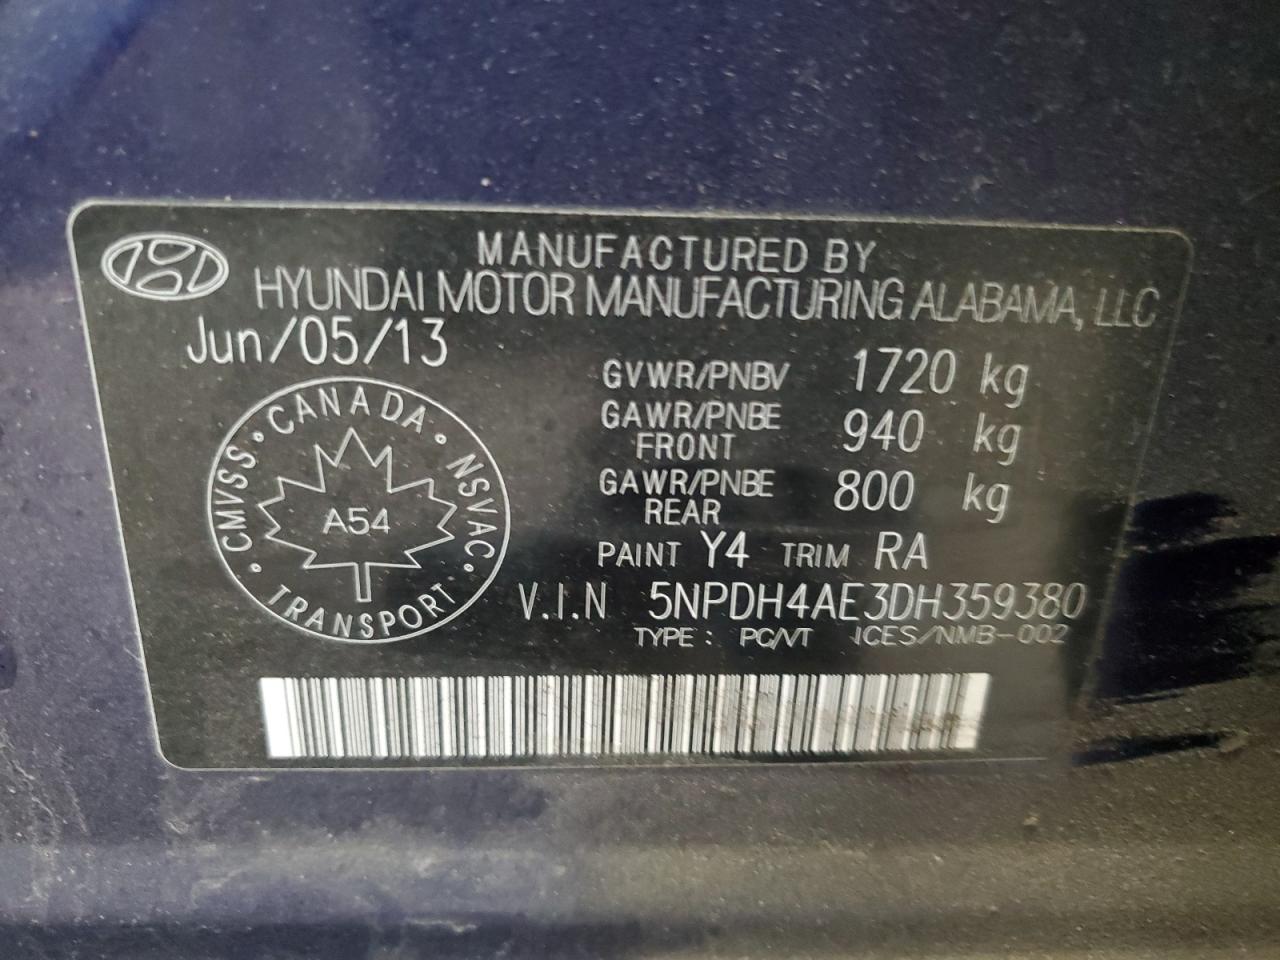 MANUFACTURED BY
HYUNDAI MOTOR MANUFACTURING ALABAMA, LLC
Jun/05/13
GVWR/PNBV 1720 kg
GAWR/PNBE FRONT 940 kg
GAWR/PNBE REAR 800 kg
CMVSS · CANADA · NSVAC · TRANSPORT ·
A54
PAINT Y4 TRIM RA
V.I.N 5NPDH4AE3DH359380
TYPE : PC/VT ICES/NMB-002